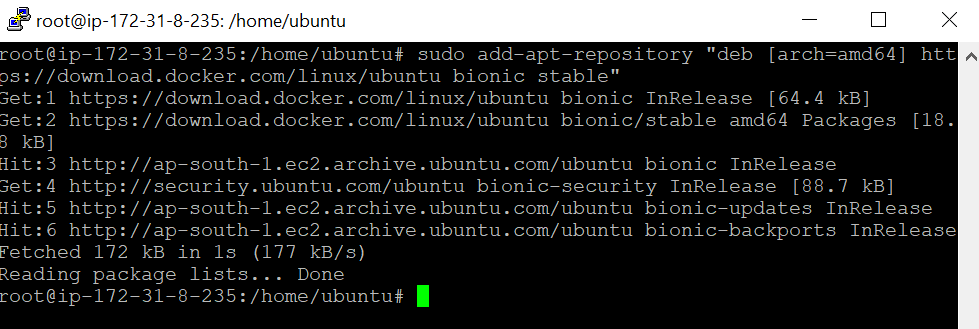 root@ip-172-31-8-235: /home/ubuntu
root@ip-172-31-8-235:/home/ubuntu# sudo add-apt-repository "deb [arch=amd64] htt
ps://download.docker.com/linux/ubuntu bionic stable"
Get:1 https://download.docker.com/linux/ubuntu bionic InRelease [64.4 kB]
Get:2 https://download.docker.com/linux/ubuntu bionic/stable amd64 Packages [18.
8 kB]
Hit:3 http://ap-south-1.ec2.archive.ubuntu.com/ubuntu bionic InRelease
Get:4 http://security.ubuntu.com/ubuntu bionic-security InRelease [88.7 kB]
Hit:5 http://ap-south-1.ec2.archive.ubuntu.com/ubuntu bionic-updates InRelease
Hit:6 http://ap-south-1.ec2.archive.ubuntu.com/ubuntu bionic-backports InRelease
Fetched 172 kB in 1s (177 kB/s)
Reading package lists... Done
root@ip-172-31-8-235:/home/ubuntu#